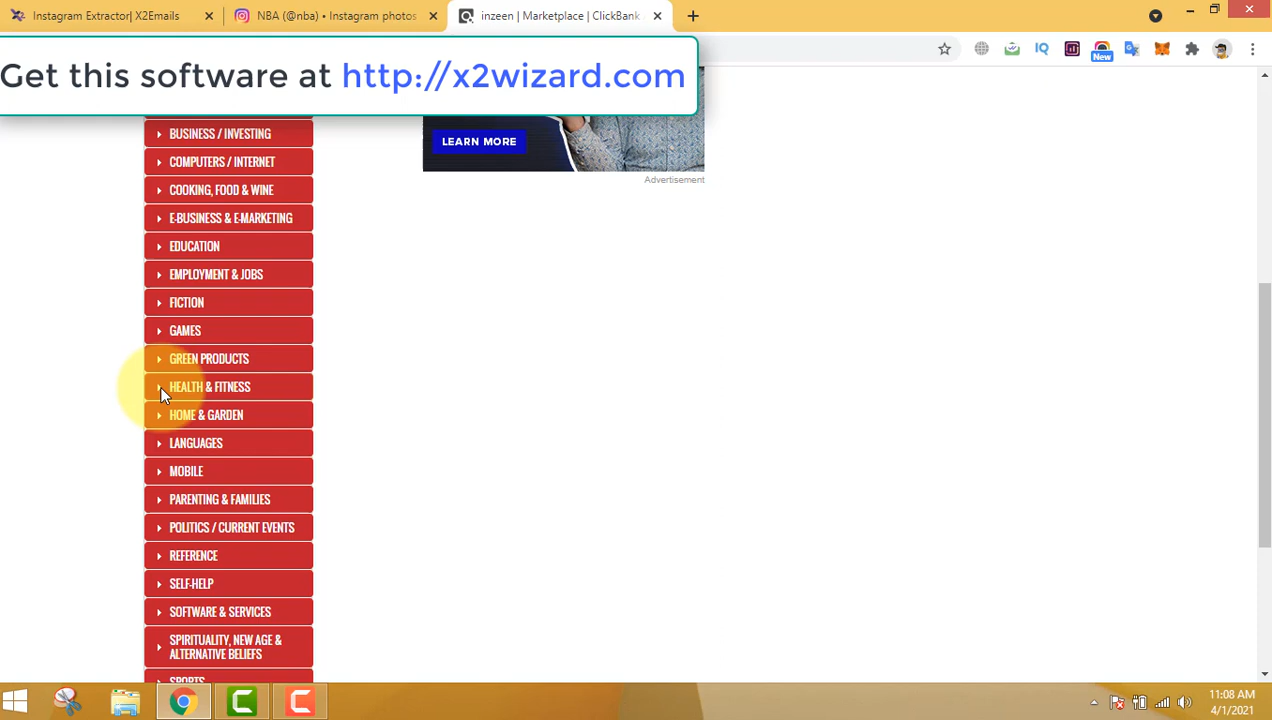 Instagram Extractor| X2Emails
NBA (@nba) • Instagram photos
inzeen | Marketplace | ClickBank
Get this software at http://x2wizard.com
New
LEARN MORE
Advertisement
BUSINESS / INVESTING
COMPUTERS / INTERNET
COOKING, FOOD & WINE
E-BUSINESS & E-MARKETING
EDUCATION
EMPLOYMENT & JOBS
FICTION
GAMES
GREEN PRODUCTS
HEALTH & FITNESS
HOME & GARDEN
LANGUAGES
MOBILE
PARENTING & FAMILIES
POLITICS / CURRENT EVENTS
REFERENCE
SELF-HELP
SOFTWARE & SERVICES
SPIRITUALITY, NEW AGE &
ALTERNATIVE BELIEFS
SPORTS
11:08 AM
4/1/2021